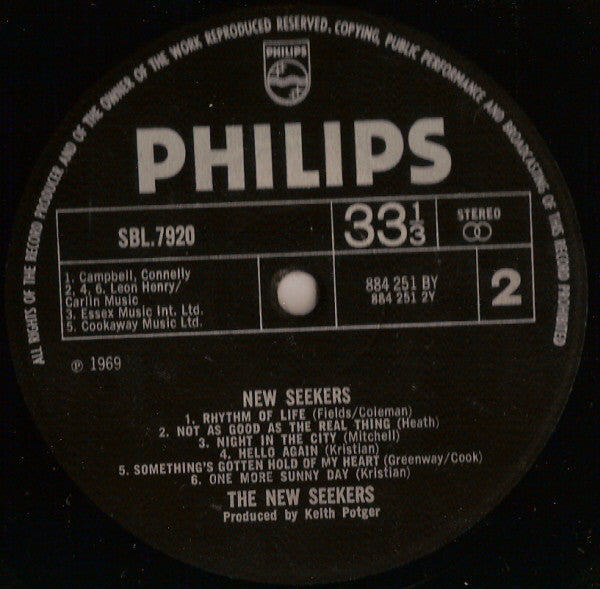 ALL RIGHTS OF THE RECORD PRODUCER AND OF THE OWNER OF THE WORK REPRODUCED RESERVED. COPYING, PUBLIC PERFORMANCE AND BROADCASTING OF THIS RECORD PROHIBITED
PHILIPS
PHILIPS
SBL.7920
33 1/3
STEREO
1. Campbell, Connelly
2. 4. 6. Leon Henry/
Carlin Music
3. Essex Music Int. Ltd.
5. Cookaway Music Ltd.
884 251 BY
884 251 2Y
2
℗ 1969
NEW SEEKERS
1. RHYTHM OF LIFE (Fields/Coleman)
2. NOT AS GOOD AS THE REAL THING (Heath)
3. NIGHT IN THE CITY (Mitchell)
4. HELLO AGAIN (Kristian)
5. SOMETHING'S GOTTEN HOLD OF MY HEART (Greenway/Cook)
6. ONE MORE SUNNY DAY (Kristian)
THE NEW SEEKERS
Produced by Keith Potger